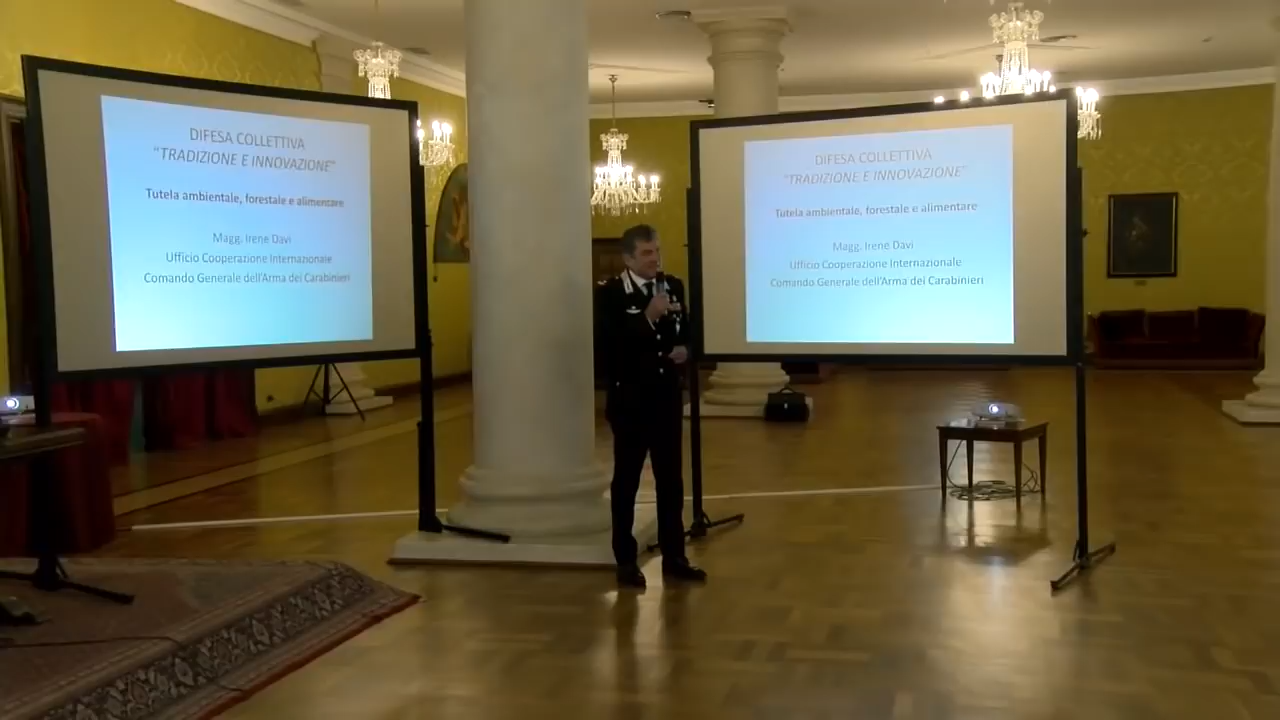 DIFESA COLLETTIVA
"TRADIZIONE E INNOVAZIONE"
Tutela ambientale, forestale e alimentare
Magg. Irene Davi
Ufficio Cooperazione Internazionale
Comando Generale dell'Arma dei Carabinieri
DIFESA COLLETTIVA
"TRADIZIONE E INNOVAZIONE"
Tutela ambientale, forestale e alimentare
Magg. Irene Davi
Ufficio Cooperazione Internazionale
Comando Generale dell'Arma dei Carabinieri